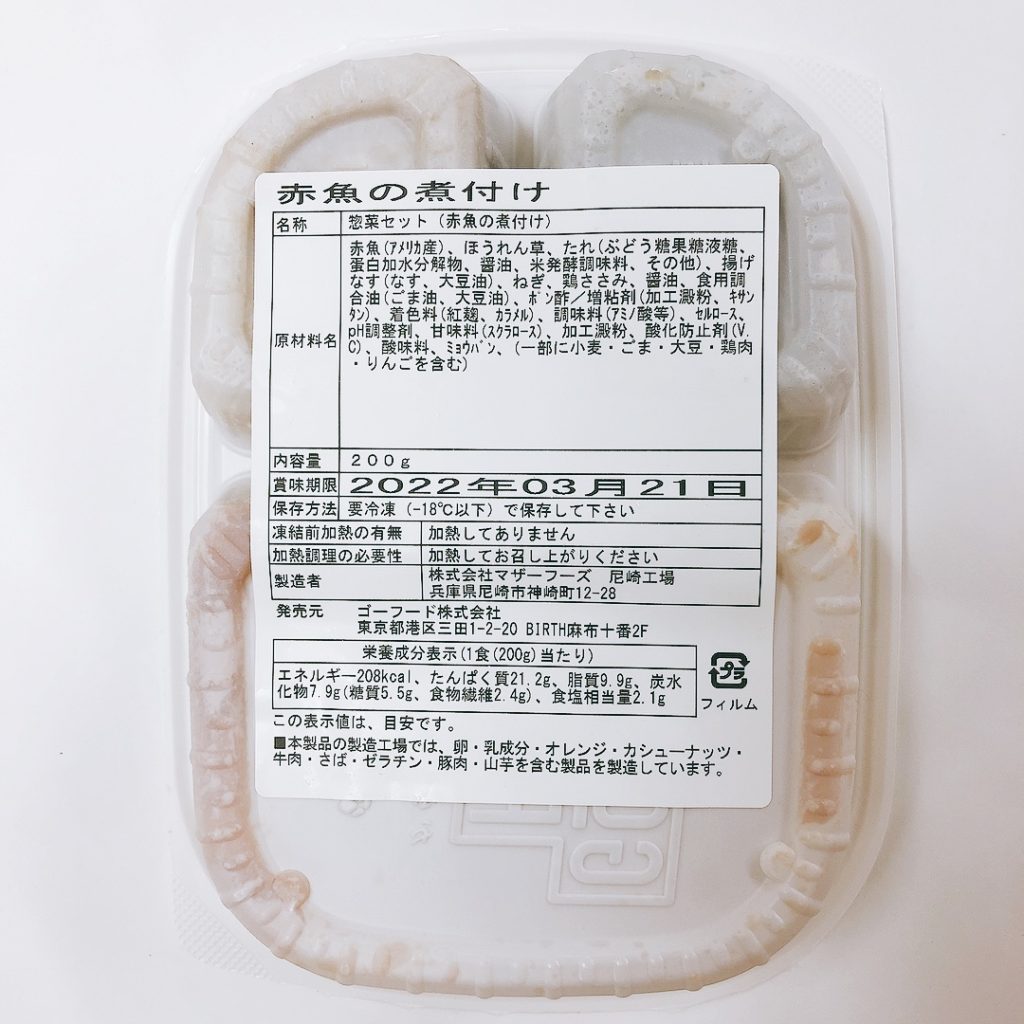 赤魚の煮付け
名称 惣菜セット（赤魚の煮付け）
原材料名
赤魚(ｱﾒﾘｶ産)、ほうれん草、たれ(ぶどう糖果糖液糖、
蛋白加水分解物、醤油、米発酵調味料、その他)、揚げ
なす(なす、大豆油)、ねぎ、鶏ささみ、醤油、食用調
合油(ごま油、大豆油)、ﾎﾟﾝ酢／増粘剤(加工澱粉、ｷｻﾝ
ﾀﾝ)、着色料(紅麹、ｶﾗﾒﾙ)、調味料(ｱﾐﾉ酸等)、ｾﾙﾛｰｽ、
pH調整剤、甘味料(ｽｸﾗﾛｰｽ)、加工澱粉、酸化防止剤(V.
C)、酸味料、ﾐｮｳﾊﾞﾝ、(一部に小麦・ごま・大豆・鶏肉
・りんごを含む)
内容量 ２００ｇ
賞味期限 2022年03月21日
保存方法 要冷凍（-18℃以下）で保存して下さい
凍結前加熱の有無 加熱してありません
加熱調理の必要性 加熱してお召し上がりください
製造者 株式会社マザーフーズ 尼崎工場
兵庫県尼崎市神崎町12-28
発売元 ゴーフード株式会社
東京都港区三田1-2-20 BIRTH麻布十番2F
栄養成分表示(1食(200g)当たり)
エネルギー208kcal、たんぱく質21.2g、脂質9.9g、炭水
化物7.9g(糖質5.5g、食物繊維2.4g)、食塩相当量2.1g
プラ
フィルム
この表示値は、目安です。
■本製品の製造工場では、卵・乳成分・オレンジ・カシューナッツ・
牛肉・さば・ゼラチン・豚肉・山芋を含む製品を製造しています。